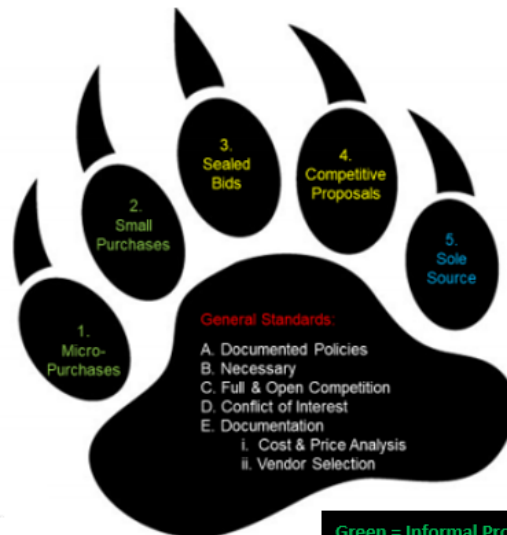 1.
Micro-
Purchases
2.
Small
Purchases
3.
Sealed
Bids
4.
Competitive
Proposals
5.
Sole
Source
General Standards:
A. Documented Policies
B. Necessary
C. Full & Open Competition
D. Conflict of Interest
E. Documentation
i. Cost & Price Analysis
ii. Vendor Selection
Green = Informal